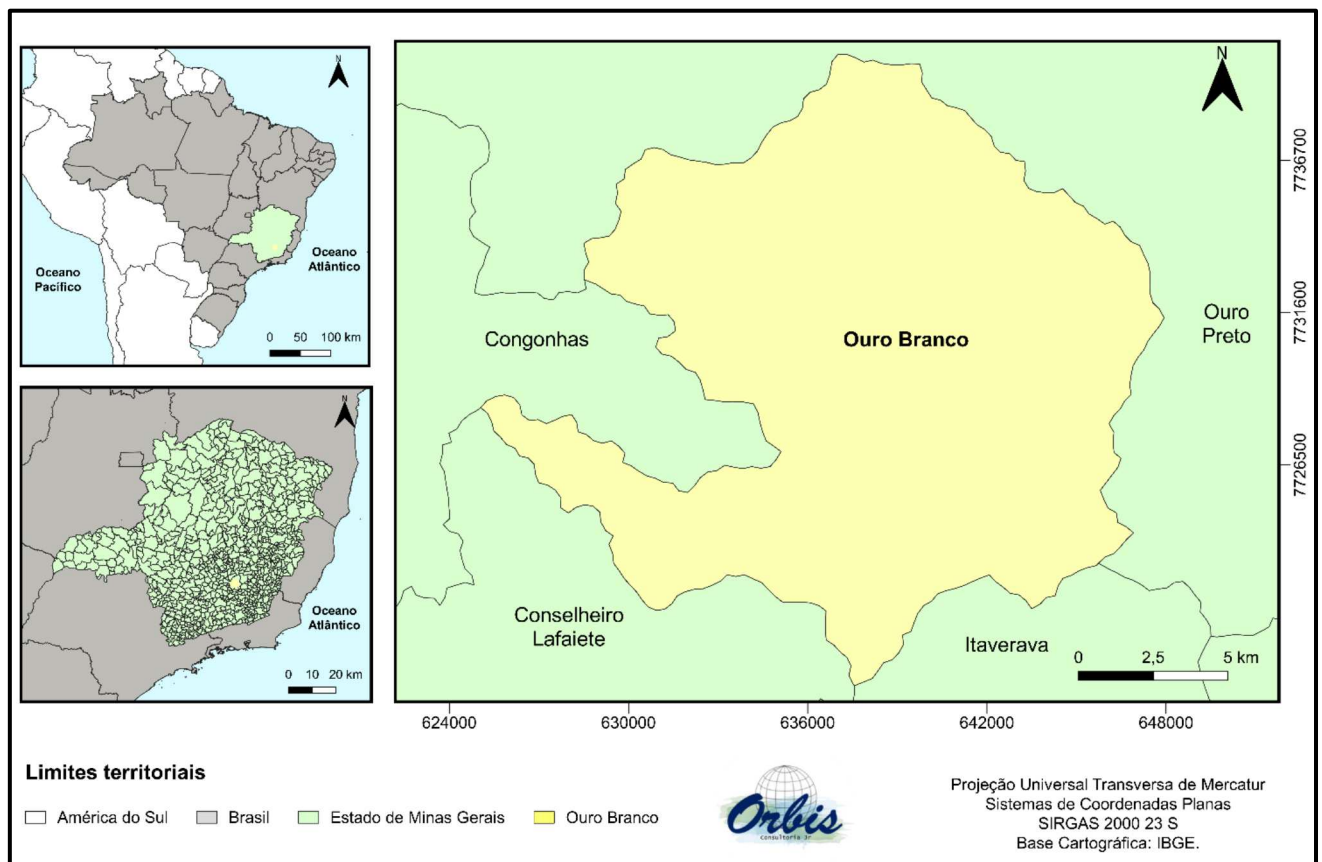 N
Oceano
Pacífico
Oceano
Atlântico
0 50 100 km
N
Oceano
Atlântico
0 10 20 km
N
Congonhas
Ouro Branco
Ouro
Preto
Conselheiro
Lafaiete
Itaverava
0 2,5 5 km
7736700
7731600
7726500
624000 630000 636000 642000 648000
Limites territoriais
América do Sul Brasil Estado de Minas Gerais Ouro Branco
Orbis
consultoria jr
Projeção Universal Transversa de Mercatur
Sistemas de Coordenadas Planas
SIRGAS 2000 23 S
Base Cartográfica: IBGE.